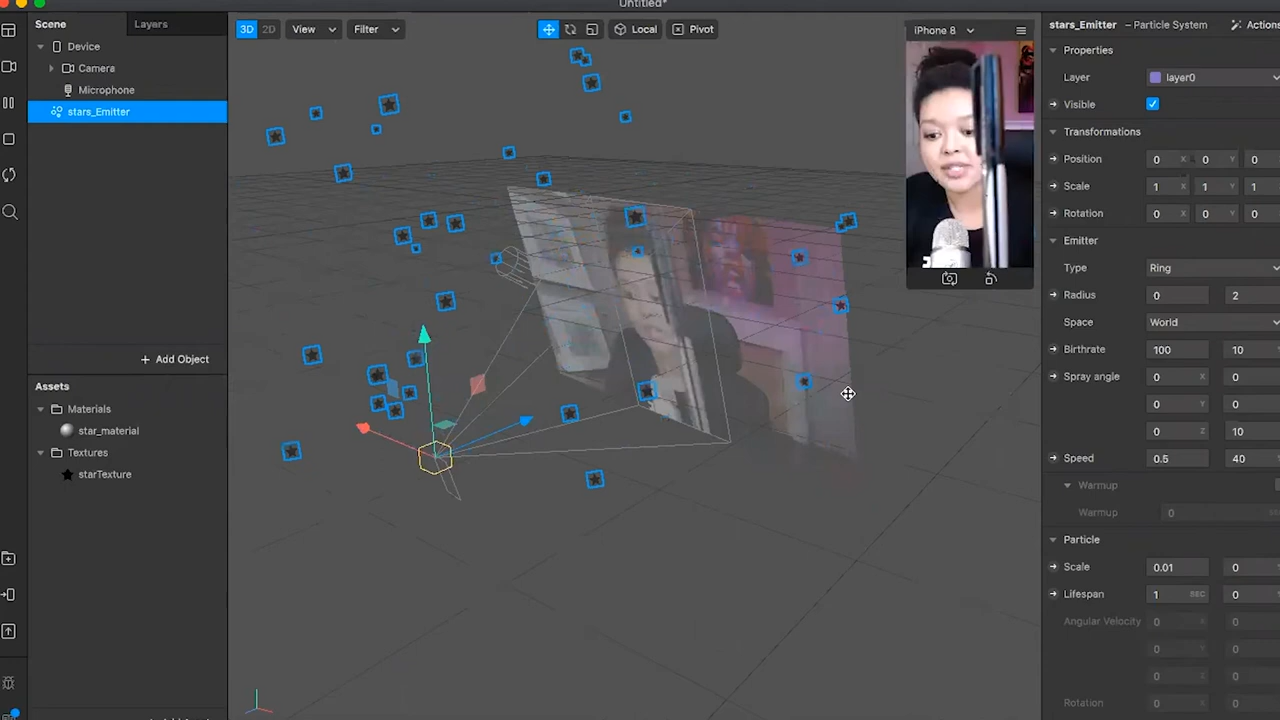 Untitled*
Scene
Layers
Device
Camera
Microphone
stars_Emitter
+ Add Object
Assets
Materials
star_material
Textures
starTexture
3D 2D
View
Filter
Local
Pivot
iPhone 8
stars_Emitter – Particle System
Actions
Properties
Layer layer0
Visible
Transformations
Position 0 X 0 Y 0
Scale 1 X 1 Y 1
Rotation 0 X 0 Y 0
Emitter
Type Ring
Radius 0 2
Space World
Birthrate 100 10
Spray angle 0 X 0
0 Y 0
0 Z 10
Speed 0.5 40
Warmup
Warmup 0
Particle
Scale 0.01 0
Lifespan 1 SEC 0
Angular Velocity 0 X 0
0 Y 0
0 Z 0
Rotation 0 X 0